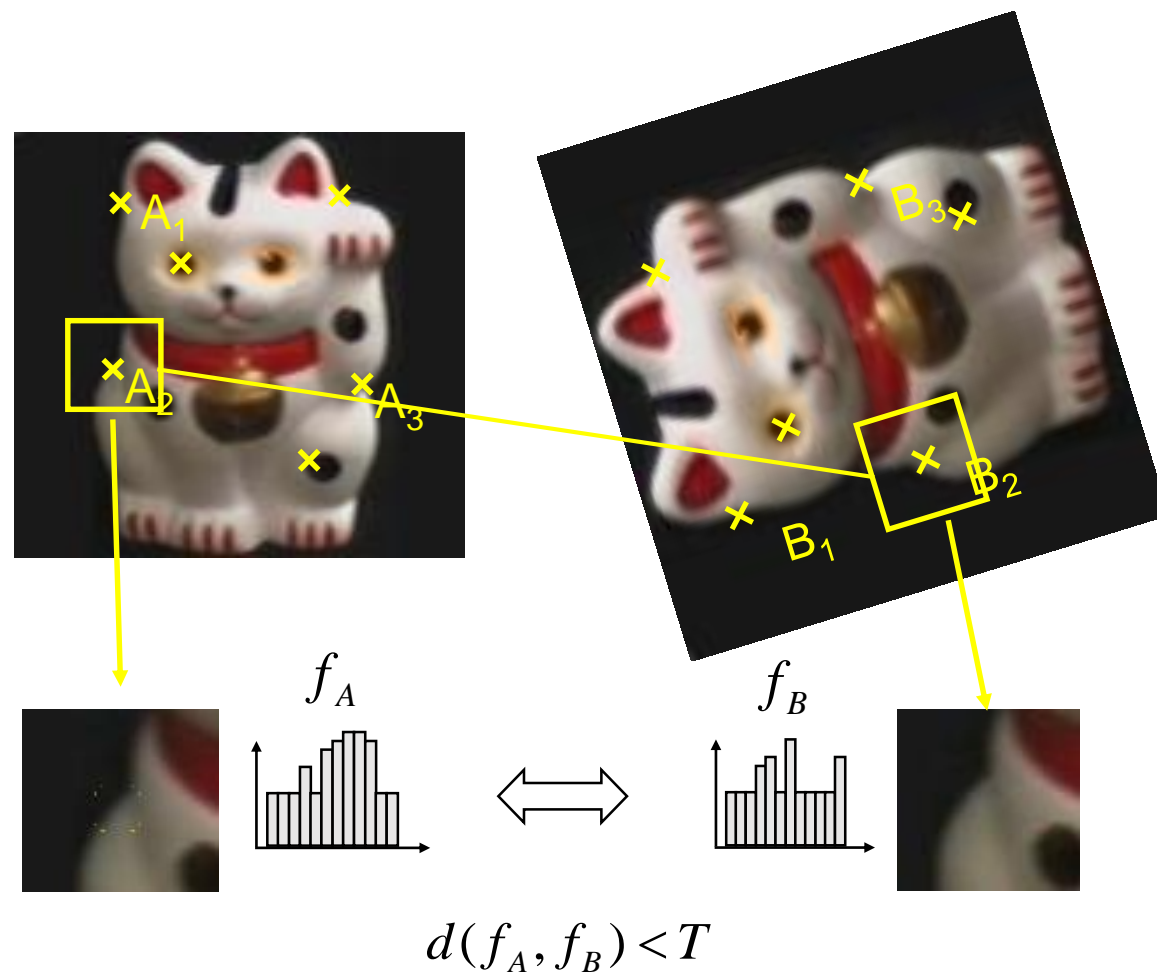 A₁
A₂
A₃
B₃
B₂
B₁
f_A
f_B
d(f_A, f_B) < T